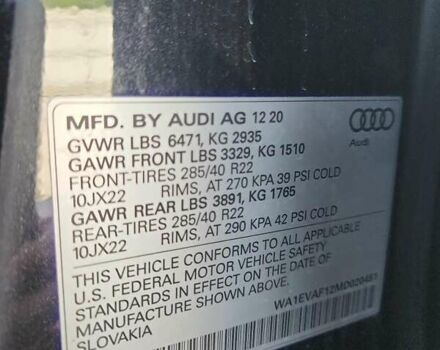 MFD. BY AUDI AG 12 20
GVWR LBS 6471, KG 2935
GAWR FRONT LBS 3329, KG 1510
FRONT-TIRES 285/40 R22
10JX22 RIMS, AT 270 KPA 39 PSI COLD
GAWR REAR LBS 3891, KG 1765
REAR-TIRES 285/40 R22
10JX22 RIMS, AT 290 KPA 42 PSI COLD
THIS VEHICLE CONFORMS TO ALL APPLICABLE
U.S. FEDERAL MOTOR VEHICLE SAFETY
STANDARDS IN EFFECT ON THE DATE OF
MANUFACTURE SHOWN ABOVE
SLOVAKIA
WA1EVAF12MD020451
Audi